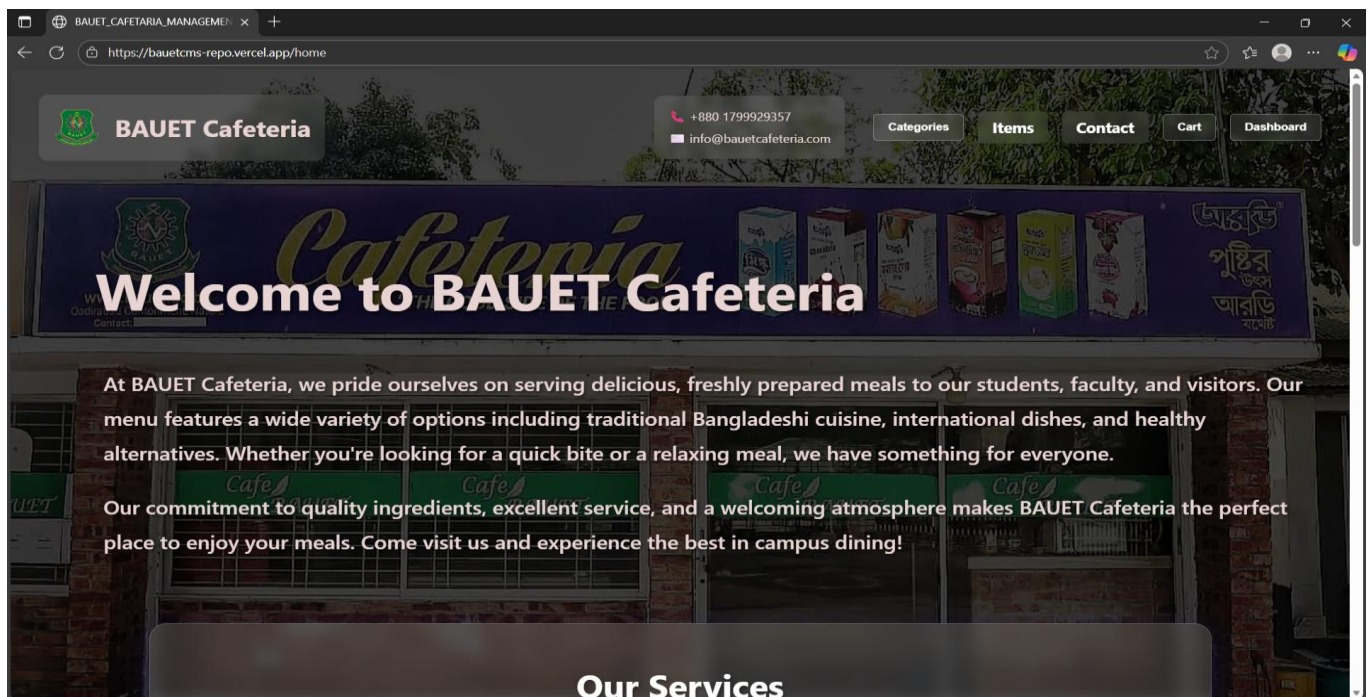 BAUET_CAFETARIA_MANAGEMEN
https://bauetcms-repo.vercel.app/home
BAUET Cafeteria
+880 1799929357
info@bauetcafeteria.com
Categories
Items
Contact
Cart
Dashboard
BAUET
Cafeteria
আরডি
পুষ্টির
উৎস
আরডি
যথেষ্ট
Contact:
Welcome to BAUET Cafeteria
At BAUET Cafeteria, we pride ourselves on serving delicious, freshly prepared meals to our students, faculty, and visitors. Our
menu features a wide variety of options including traditional Bangladeshi cuisine, international dishes, and healthy
alternatives. Whether you're looking for a quick bite or a relaxing meal, we have something for everyone.
Cafe
Cafe
Cafe
Cafe
Our commitment to quality ingredients, excellent service, and a welcoming atmosphere makes BAUET Cafeteria the perfect
place to enjoy your meals. Come visit us and experience the best in campus dining!
Our Services